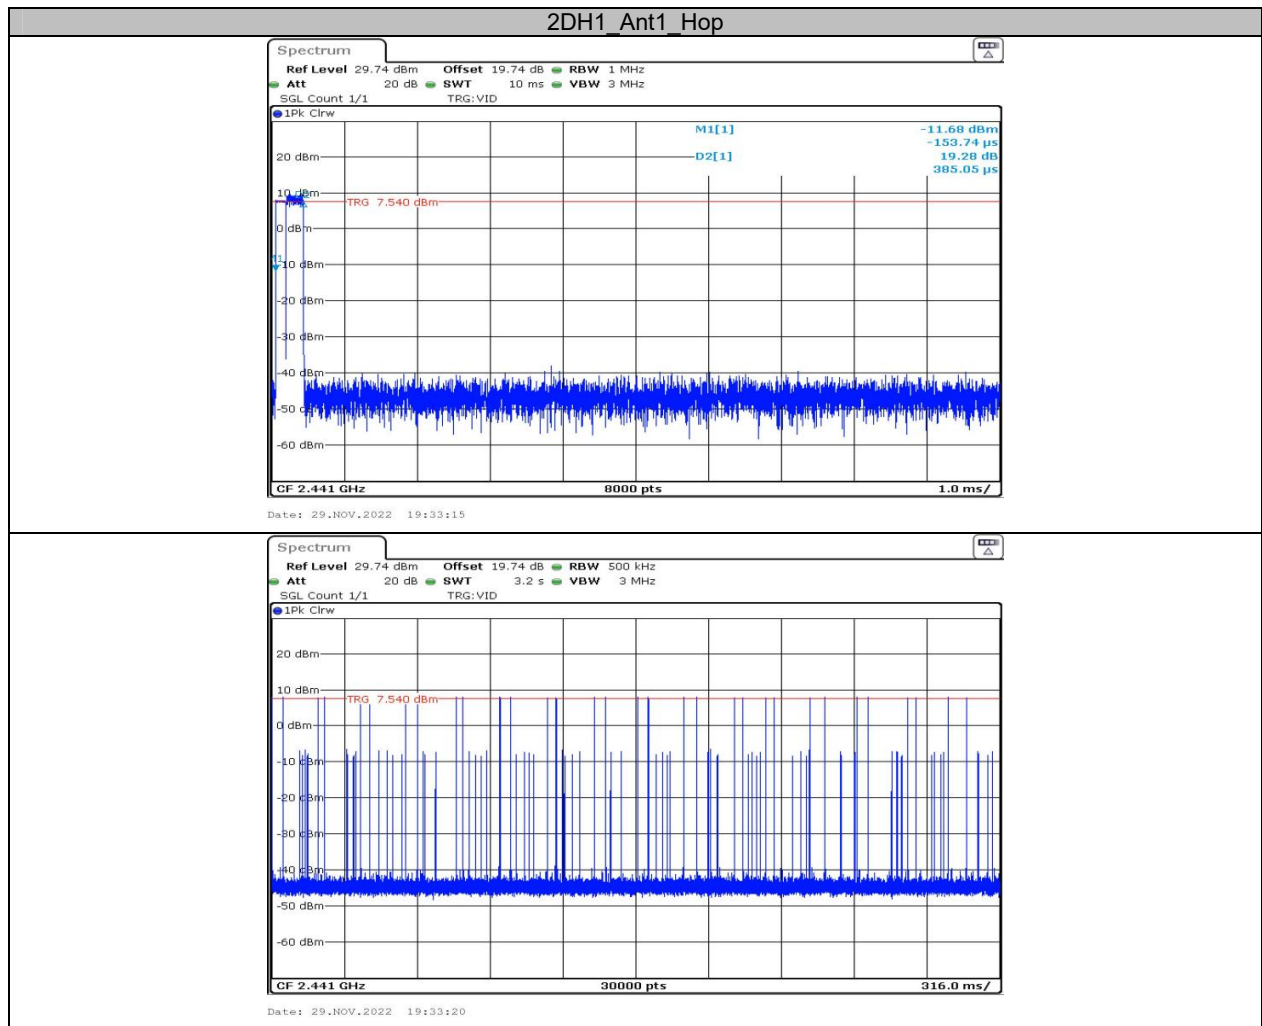 2DH1_Ant1_Hop
Spectrum
Ref Level 29.74 dBm Offset 19.74 dB RBW 1 MHz
Att 20 dB SWT 10 ms VBW 3 MHz
SGL Count 1/1 TRG:VID
1Pk Clrw
M1[1] -11.68 dBm
-153.74 µs
20 dBm D2[1] 19.28 dB
385.05 µs
10 dBm
TRG 7.540 dBm
0 dBm
-10 dBm
-20 dBm
-30 dBm
-40 dBm
-50 dBm
-60 dBm
CF 2.441 GHz 8000 pts 1.0 ms/
Date: 29.NOV.2022 19:33:15
Spectrum
Ref Level 29.74 dBm Offset 19.74 dB RBW 500 kHz
Att 20 dB SWT 3.2 s VBW 3 MHz
SGL Count 1/1 TRG:VID
1Pk Clrw
20 dBm
10 dBm
TRG 7.540 dBm
0 dBm
-10 dBm
-20 dBm
-30 dBm
-40 dBm
-50 dBm
-60 dBm
CF 2.441 GHz 30000 pts 316.0 ms/
Date: 29.NOV.2022 19:33:20